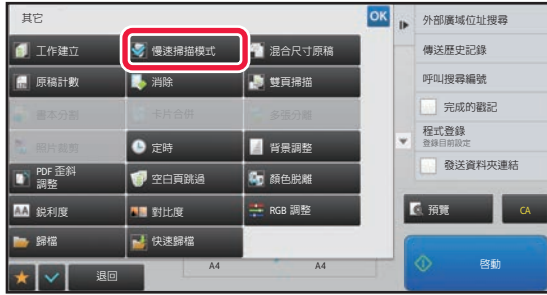 其它
OK
工作建立
慢速掃描模式
混合尺寸原稿
原稿計數
消除
雙頁掃描
書本分割
卡片合併
多張分離
照片裁剪
定時
背景調整
PDF 歪斜
調整
空白頁跳過
顏色脫離
銳利度
對比度
RGB 調整
歸檔
快速歸檔
退回
A4
A4
外部廣域位址搜尋
傳送歷史記錄
呼叫搜尋編號
完成的戳記
程式登錄
登錄目前設定
發送資料夾連結
預覽
CA
啓動